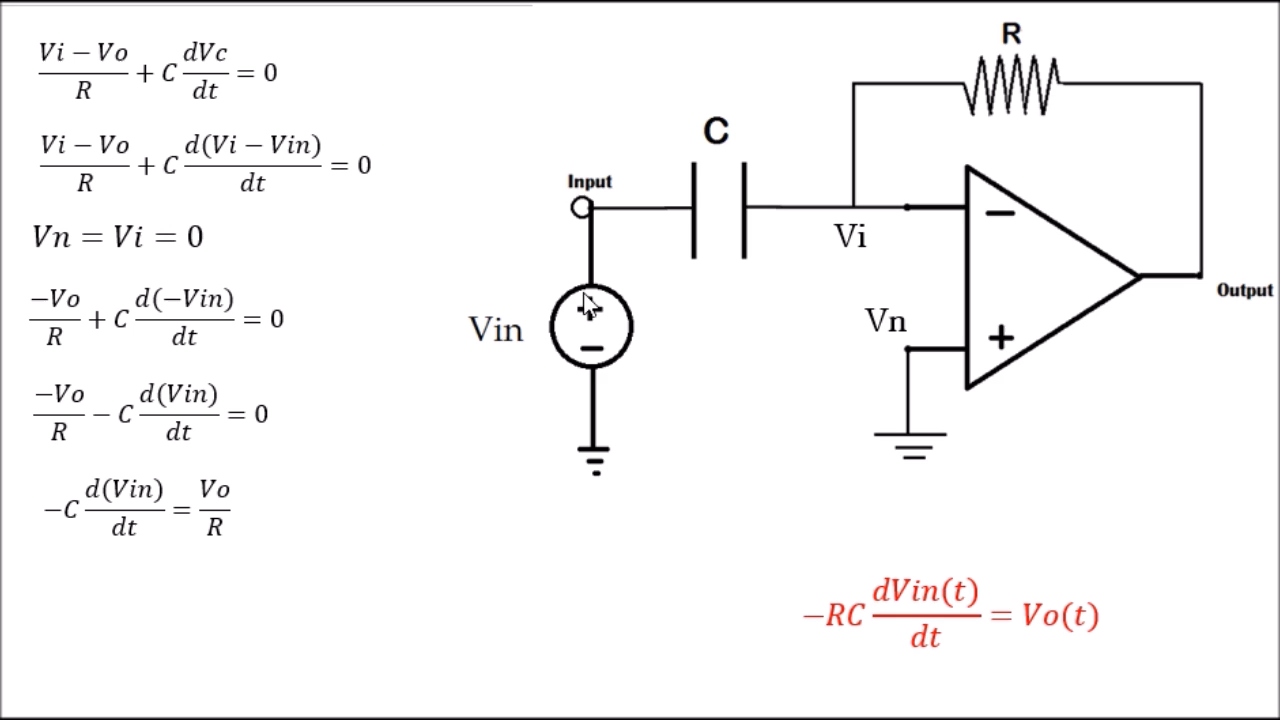 (Vi − Vo)/R + C dVc/dt = 0
(Vi − Vo)/R + C d(Vi − Vin)/dt = 0
Vn = Vi = 0
−Vo/R + C d(−Vin)/dt = 0
−Vo/R − C d(Vin)/dt = 0
−C d(Vin)/dt = Vo/R
R
C
Input
Vi
−
Output
Vn
+
Vin
−
−RC dVin(t)/dt = Vo(t)